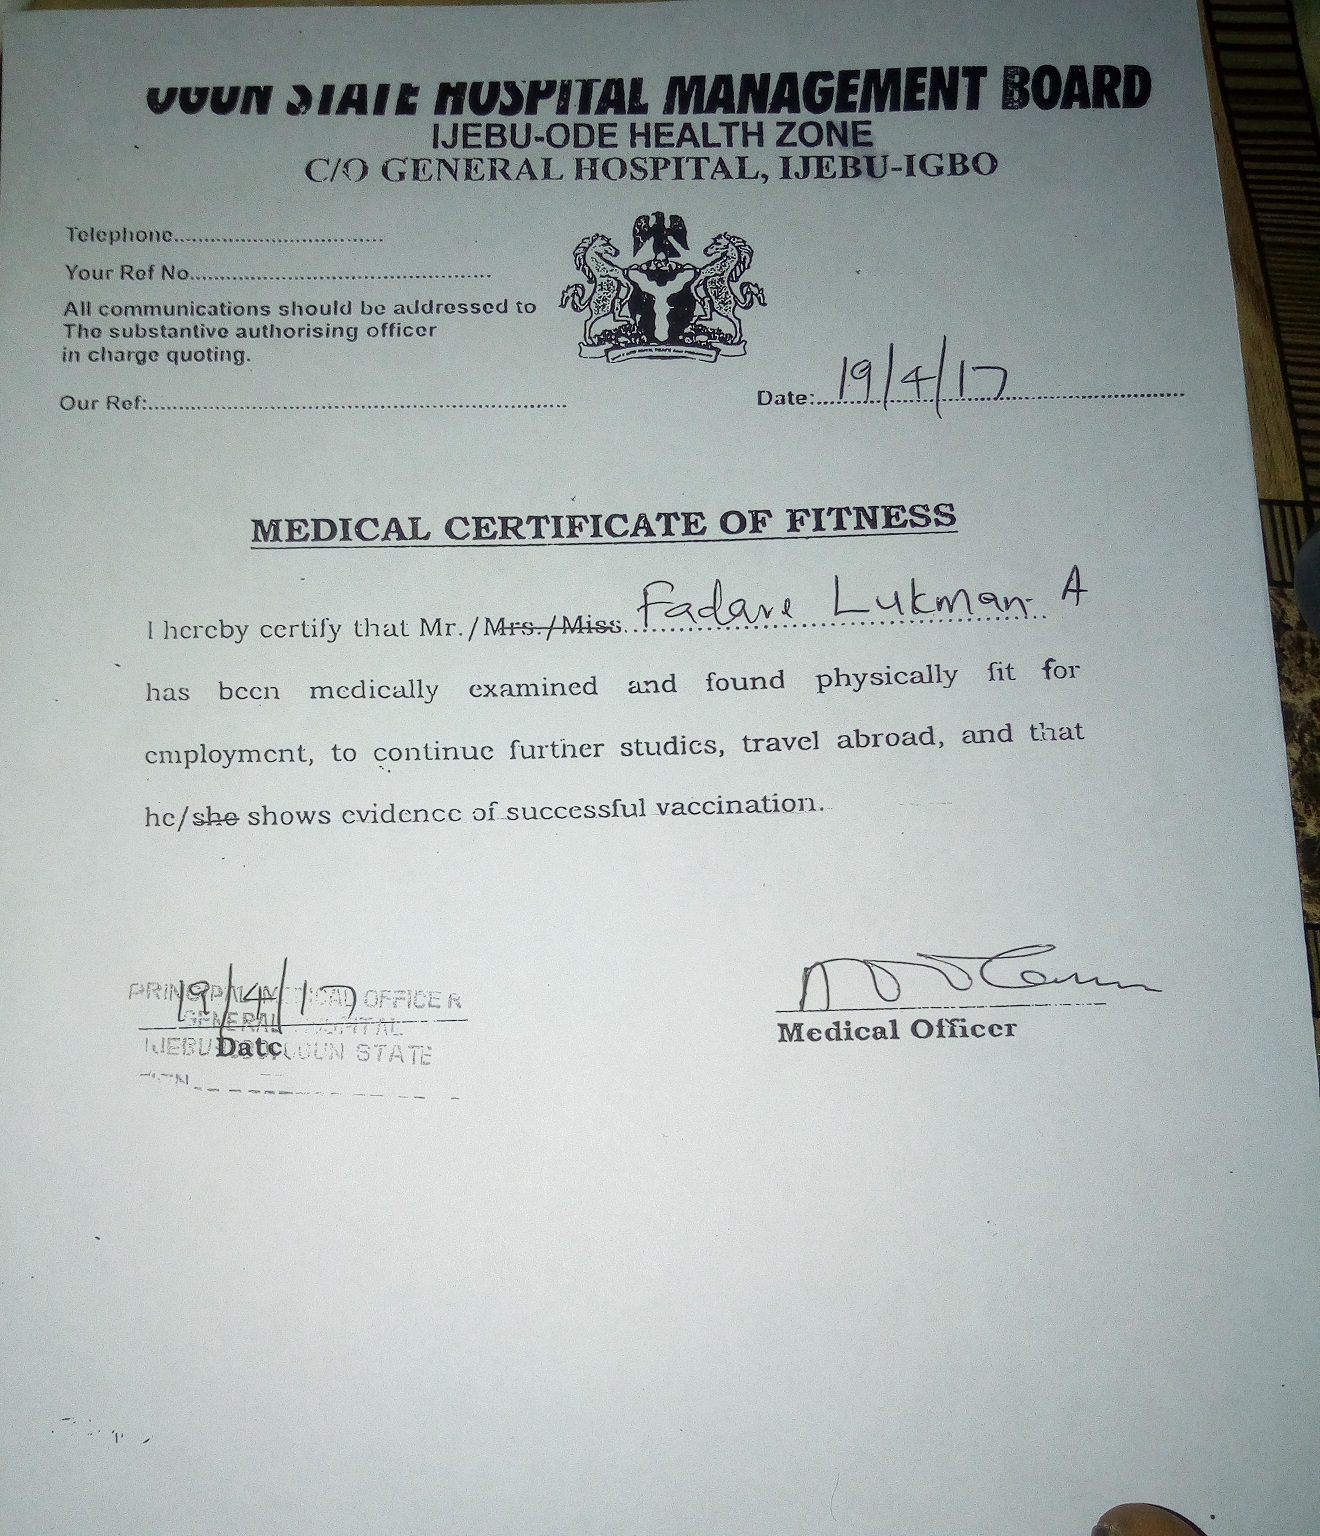 OGUN STATE HOSPITAL MANAGEMENT BOARD
IJEBU-ODE HEALTH ZONE
C/O GENERAL HOSPITAL, IJEBU-IGBO
Telephone
Your Ref No
All communications should be addressed to
The substantive authorising officer
in charge quoting.
Our Ref:
Date: 19/4/17
MEDICAL CERTIFICATE OF FITNESS
I hereby certify that Mr./Mrs./Miss Fadare Lukman A
has been medically examined and found physically fit for
employment, to continue further studies, travel abroad, and that
he/she shows evidence of successful vaccination.
19/4/17
PRINCIPAL MEDICAL OFFICER
GENERAL HOSPITAL
OGUN STATE
Date
Medical Officer